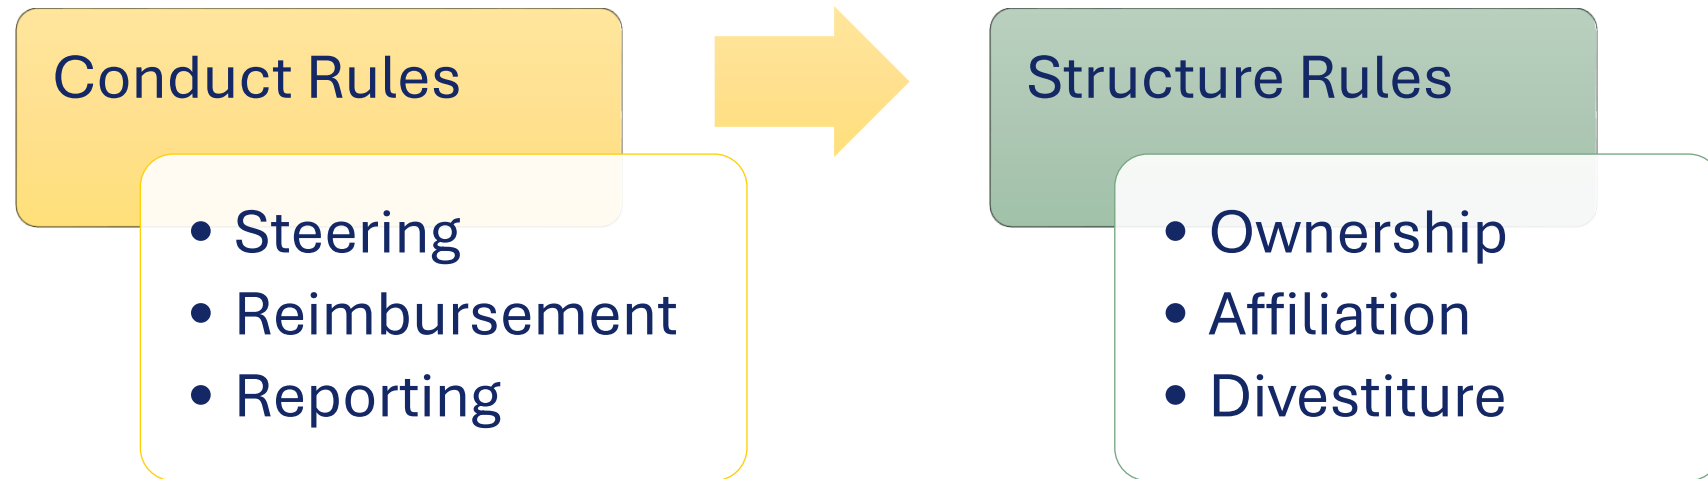 Conduct Rules
• Steering
• Reimbursement
• Reporting
Structure Rules
• Ownership
• Affiliation
• Divestiture